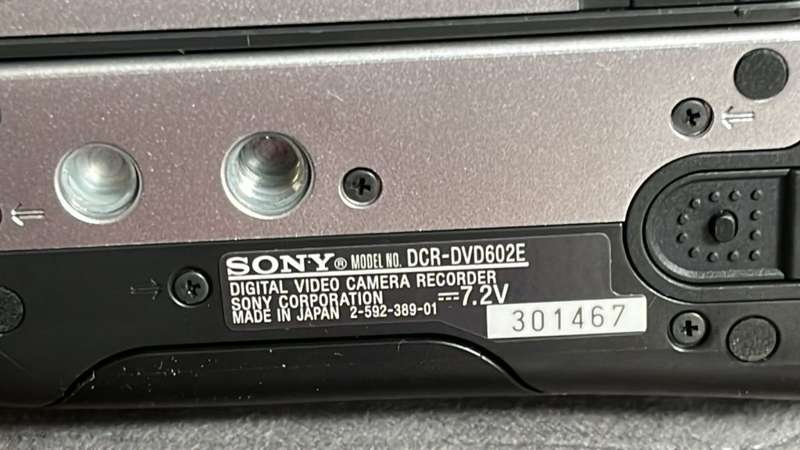 SONY® MODEL NO. DCR-DVD602E
DIGITAL VIDEO CAMERA RECORDER
SONY CORPORATION ⎓7.2V
MADE IN JAPAN 2-592-389-01
301467